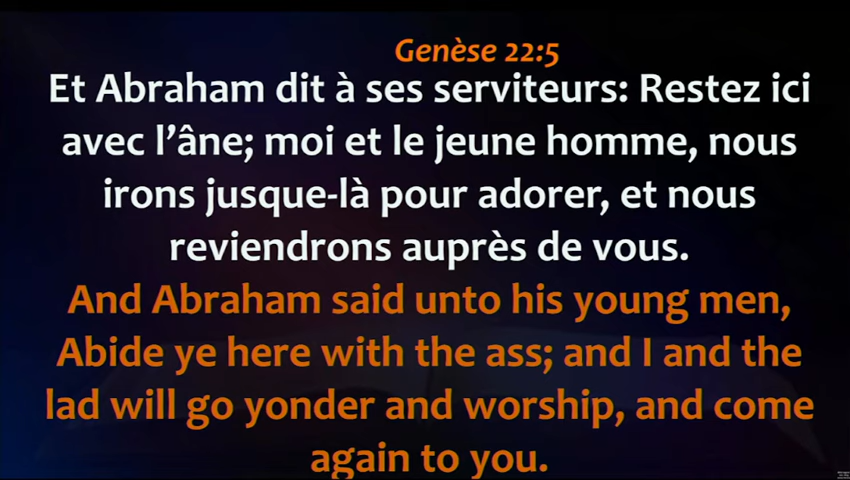 Genèse 22:5
Et Abraham dit à ses serviteurs: Restez ici
avec l’âne; moi et le jeune homme, nous
irons jusque-là pour adorer, et nous
reviendrons auprès de vous.
And Abraham said unto his young men,
Abide ye here with the ass; and I and the
lad will go yonder and worship, and come
again to you.